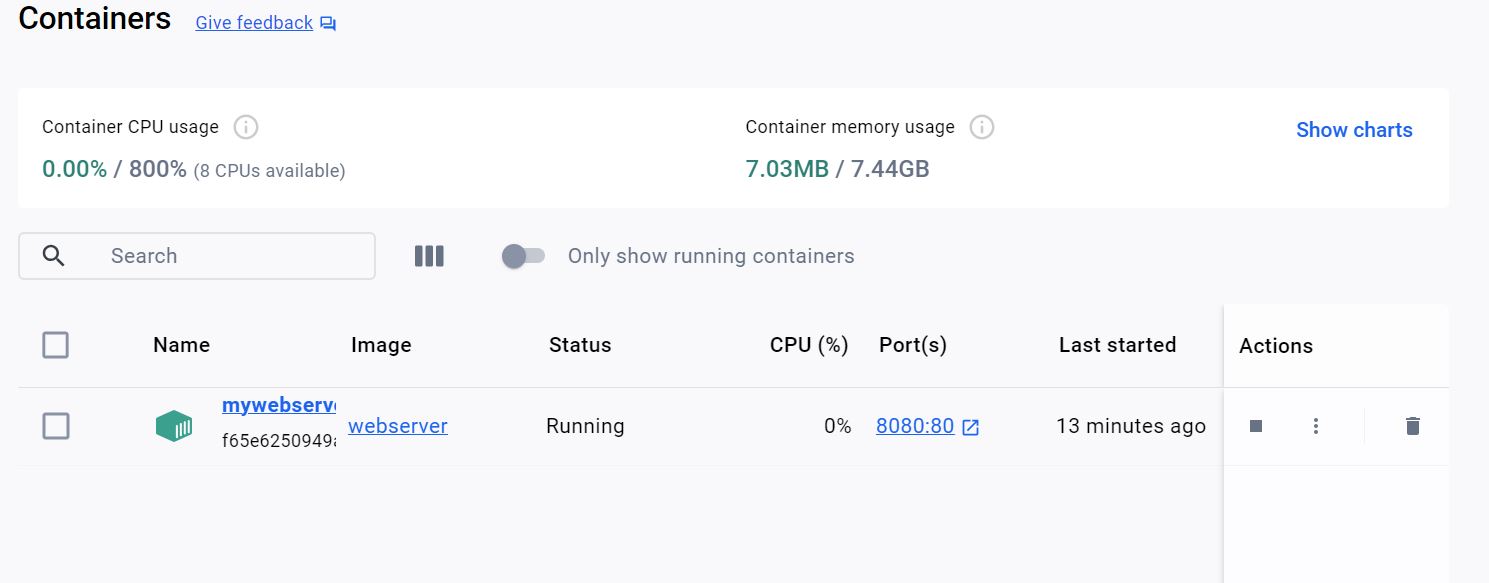 Containers Give feedback
Container CPU usage Container memory usage Show charts
0.00% / 800% (8 CPUs available) 7.03MB / 7.44GB
Search Only show running containers
Name Image Status CPU (%) Port(s) Last started Actions
mywebserv
f65e6250949 webserver Running 0% 8080:80 13 minutes ago